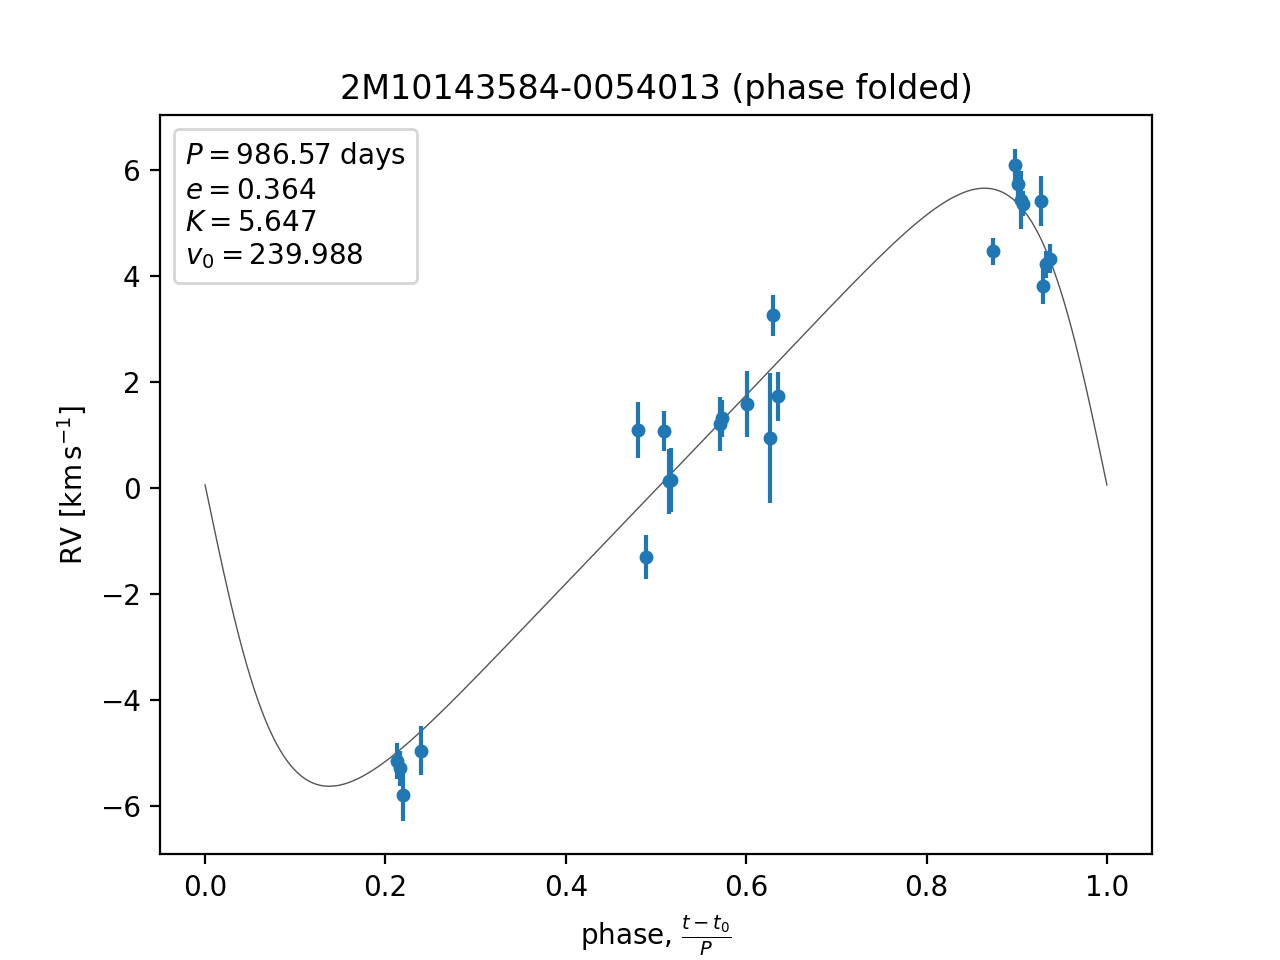 2M10143584-0054013 (phase folded)
P = 986.57 days
e = 0.364
K = 5.647
v₀ = 239.988
6
4
2
0
−2
−4
−6
RV [km s⁻¹]
0.0 0.2 0.4 0.6 0.8 1.0
phase, (t − t₀)/P